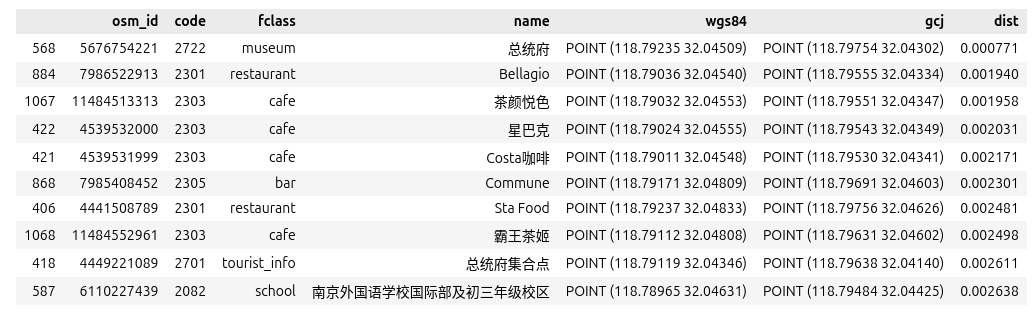 osm_id code fclass name wgs84 gcj dist
568 5676754221 2722 museum 总统府 POINT (118.79235 32.04509) POINT (118.79754 32.04302) 0.000771
884 7986522913 2301 restaurant Bellagio POINT (118.79036 32.04540) POINT (118.79555 32.04334) 0.001940
1067 11484513313 2303 cafe 茶颜悦色 POINT (118.79032 32.04553) POINT (118.79551 32.04347) 0.001958
422 4539532000 2303 cafe 星巴克 POINT (118.79024 32.04555) POINT (118.79543 32.04349) 0.002031
421 4539531999 2303 cafe Costa咖啡 POINT (118.79011 32.04548) POINT (118.79530 32.04341) 0.002171
868 7985408452 2305 bar Commune POINT (118.79171 32.04809) POINT (118.79691 32.04603) 0.002301
406 4441508789 2301 restaurant Sta Food POINT (118.79237 32.04833) POINT (118.79756 32.04626) 0.002481
1068 11484552961 2303 cafe 霸王茶姬 POINT (118.79112 32.04808) POINT (118.79631 32.04602) 0.002498
418 4449221089 2701 tourist_info 总统府集合点 POINT (118.79119 32.04346) POINT (118.79638 32.04140) 0.002611
587 6110227439 2082 school 南京外国语学校国际部及初三年级校区 POINT (118.78965 32.04631) POINT (118.79484 32.04425) 0.002638